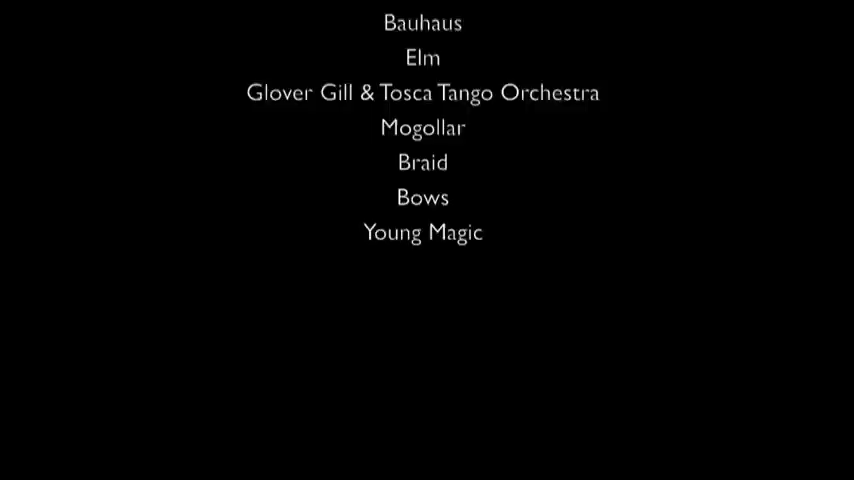 Bauhaus
Elm
Glover Gill & Tosca Tango Orchestra
Mogollar
Braid
Bows
Young Magic